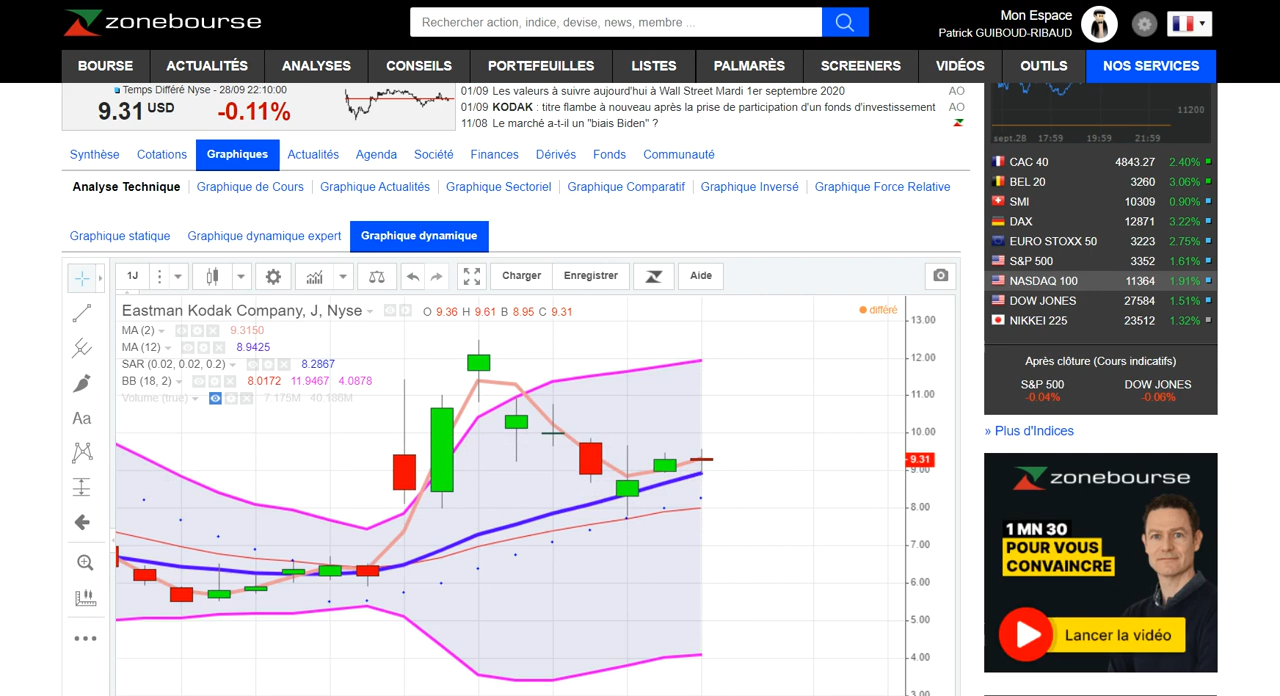 zonebourse
Rechercher action, indice, devise, news, membre ...
Mon Espace
Patrick GUIBOUD-RIBAUD
BOURSE ACTUALITÉS ANALYSES CONSEILS PORTEFEUILLES LISTES PALMARÈS SCREENERS VIDÉOS OUTILS NOS SERVICES
Temps Différé Nyse - 28/09 22:10:00
9.31 USD -0.11%
01/09 Les valeurs à suivre aujourd'hui à Wall Street Mardi 1er septembre 2020 AO
01/09 KODAK : titre flambe à nouveau après la prise de participation d'un fonds d'investissement AO
11/08 Le marché a-t-il un "biais Biden" ?
Synthèse Cotations Graphiques Actualités Agenda Société Finances Dérivés Fonds Communauté
Analyse Technique Graphique de Cours Graphique Actualités Graphique Sectoriel Graphique Comparatif Graphique Inversé Graphique Force Relative
Graphique statique Graphique dynamique expert Graphique dynamique
1J Charger Enregistrer Aide
Eastman Kodak Company, J, Nyse O 9.36 H 9.61 B 8.95 C 9.31
différé
MA (2) 9.3150
MA (12) 8.9425
SAR (0.02, 0.02, 0.2) 8.2867
BB (18, 2) 8.0172 11.9467 4.0878
Volume (true) 7.175M 40.186M
Aa
13.00
12.00
11.00
10.00
9.31
9.00
8.00
7.00
6.00
5.00
4.00
3.00
11200
sept.28 17:59 19:59 21:59
CAC 40 4843.27 2.40%
BEL 20 3260 3.06%
SMI 10309 0.90%
DAX 12871 3.22%
EURO STOXX 50 3223 2.75%
S&P 500 3352 1.61%
NASDAQ 100 11364 1.91%
DOW JONES 27584 1.51%
NIKKEI 225 23512 1.32%
Après clôture (Cours indicatifs)
S&P 500 DOW JONES
-0.04% -0.06%
» Plus d'Indices
zonebourse
1 MN 30
POUR VOUS
CONVAINCRE
Lancer la vidéo